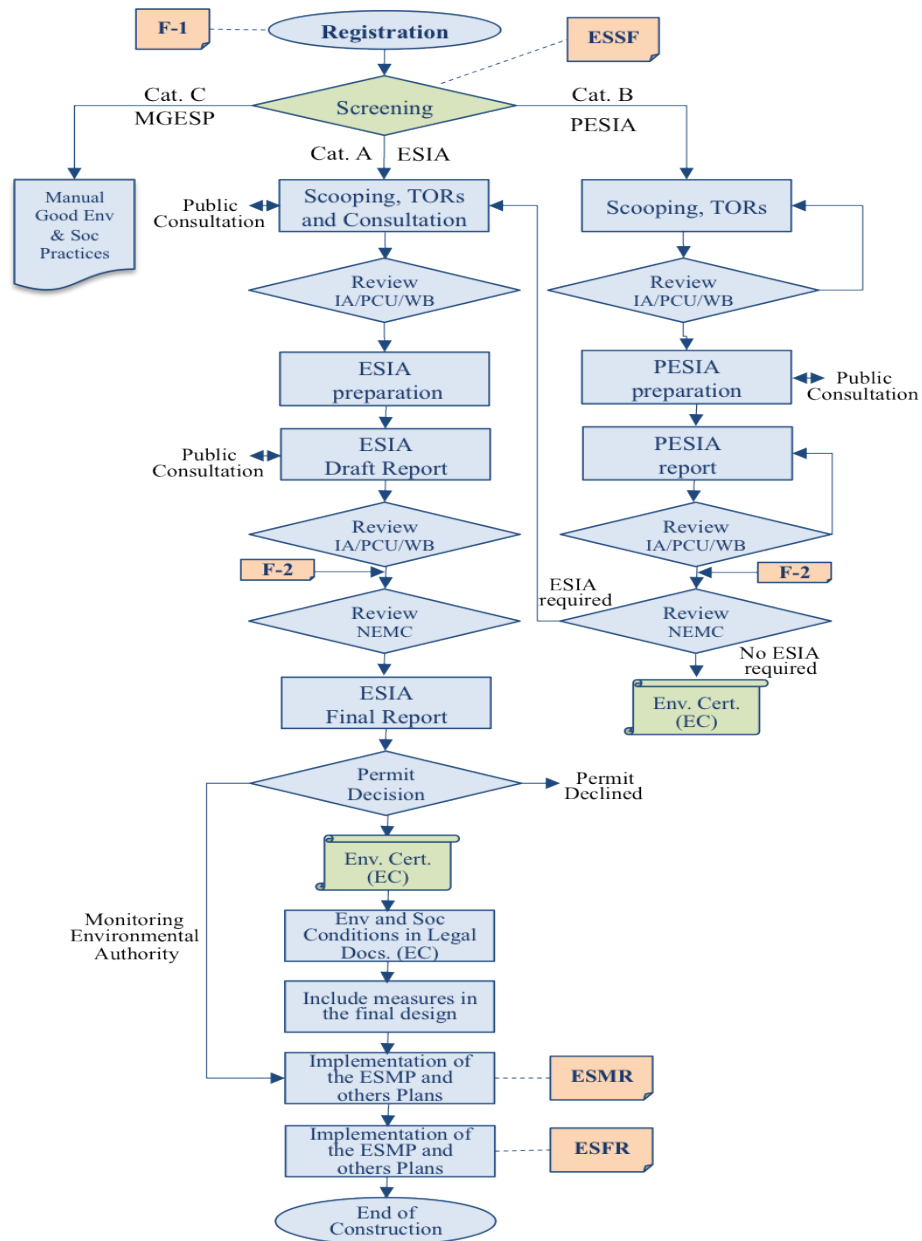 F-1
Registration
ESSF
Cat. C
MGESP
Screening
Cat. B
PESIA
Cat. A
ESIA
Manual
Good Env
& Soc
Practices
Public
Consultation
Scooping, TORs
and Consultation
Scooping, TORs
Review
IA/PCU/WB
Review
IA/PCU/WB
ESIA
preparation
PESIA
preparation
Public
Consultation
Public
Consultation
ESIA
Draft Report
PESIA
report
Review
IA/PCU/WB
Review
IA/PCU/WB
F-2
F-2
ESIA
required
Review
NEMC
Review
NEMC
No ESIA
required
ESIA
Final Report
Env. Cert.
(EC)
Permit
Decision
Permit
Declined
Env. Cert.
(EC)
Monitoring
Environmental
Authority
Env and Soc
Conditions in Legal
Docs. (EC)
Include measures in
the final design
Implementation of
the ESMP and
others Plans
ESMR
Implementation of
the ESMP and
others Plans
ESFR
End of
Construction